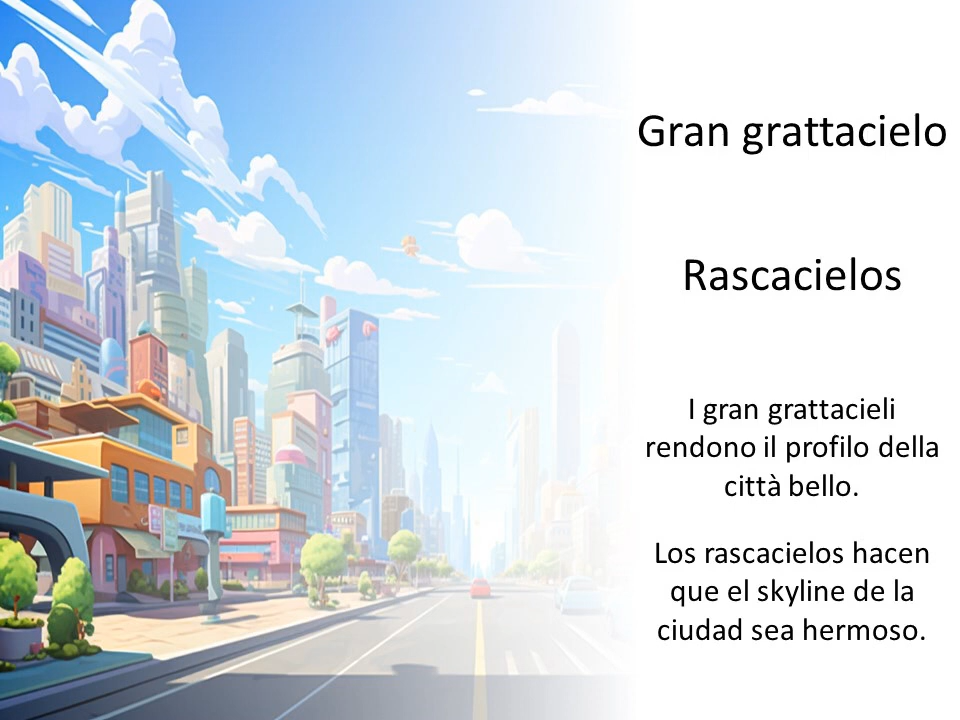 Gran grattacielo
Rascacielos
I gran grattacieli
rendono il profilo della
città bello.
Los rascacielos hacen
que el skyline de la
ciudad sea hermoso.